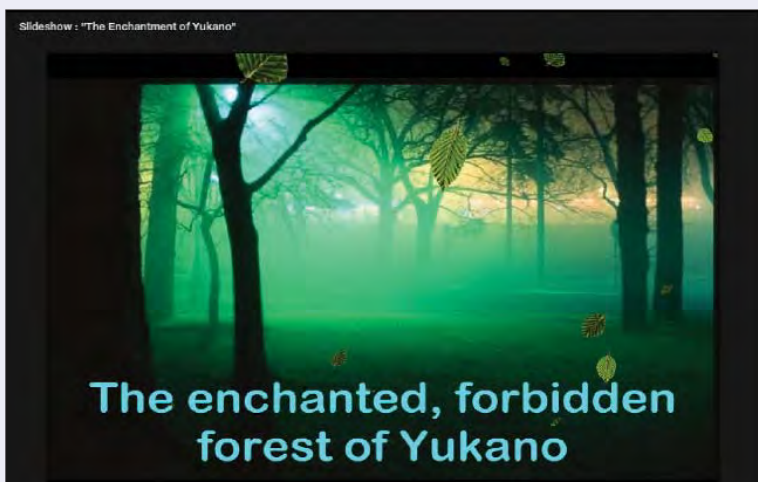 Slideshow : "The Enchantment of Yukano"
The enchanted, forbidden
forest of Yukano